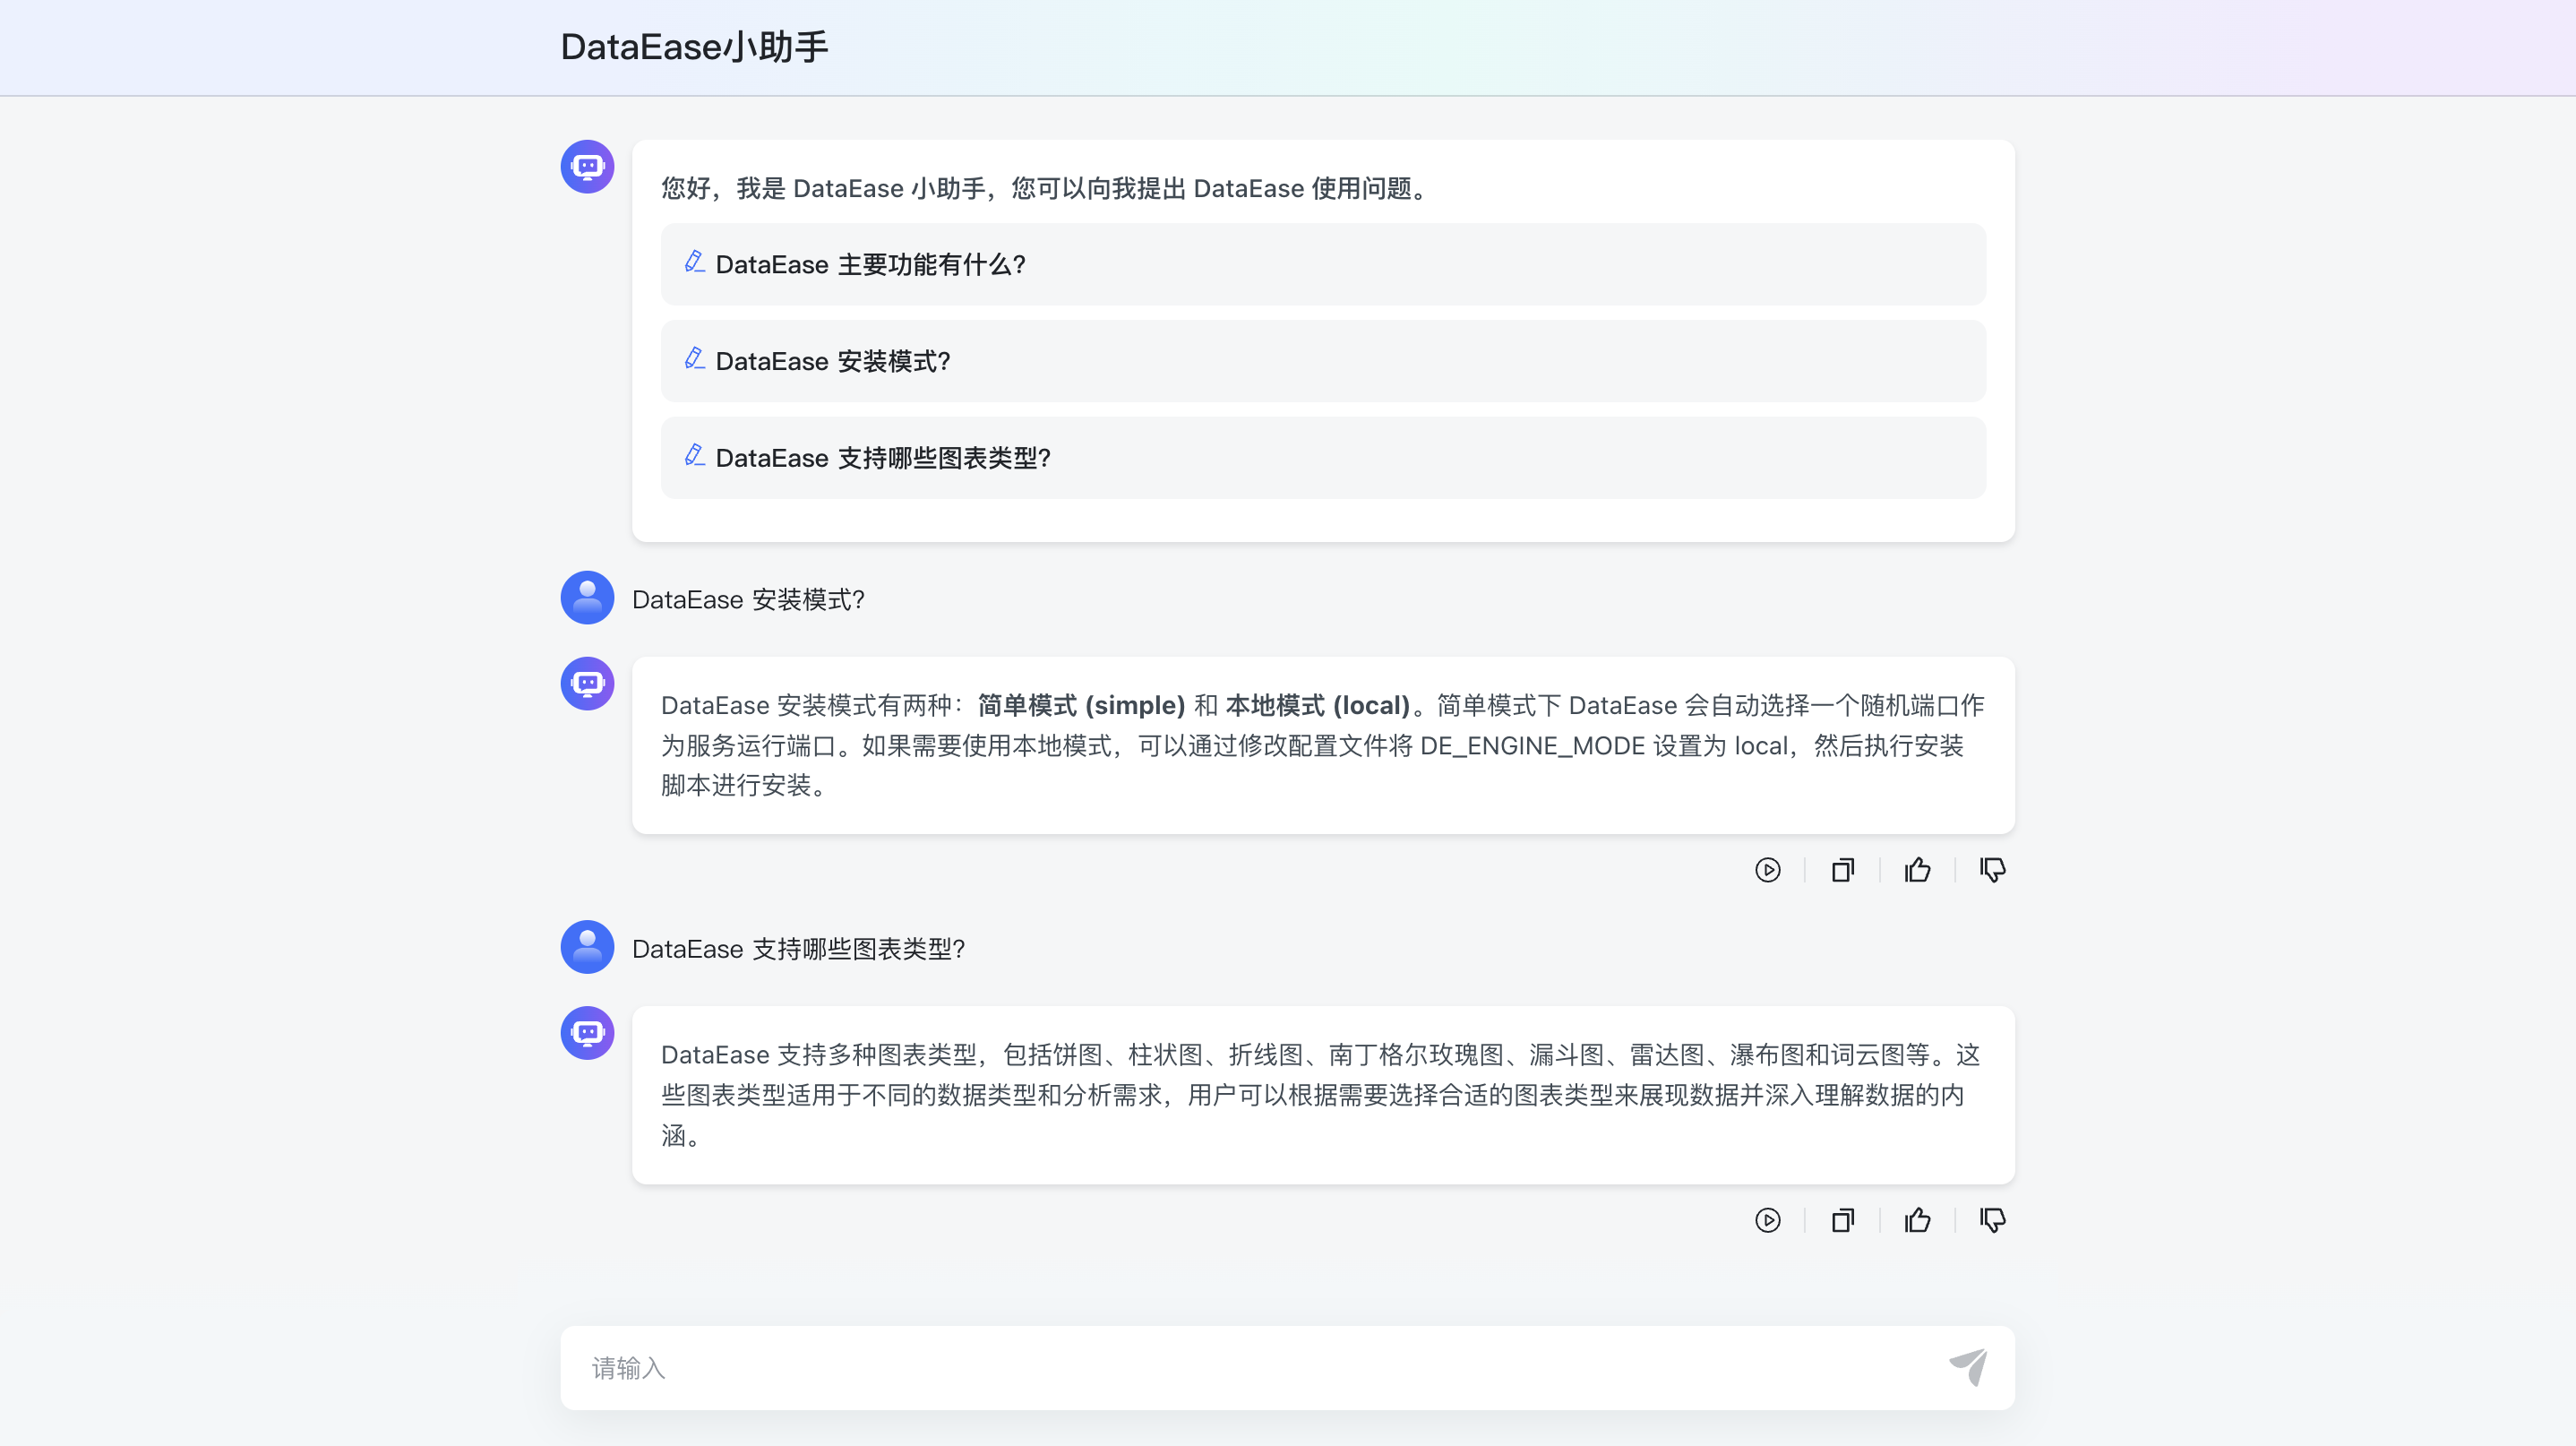 DataEase小助手
您好，我是 DataEase 小助手，您可以向我提出 DataEase 使用问题。
DataEase 主要功能有什么？
DataEase 安装模式？
DataEase 支持哪些图表类型？
DataEase 安装模式？
DataEase 安装模式有两种：简单模式 (simple) 和 本地模式 (local)。简单模式下 DataEase 会自动选择一个随机端口作
为服务运行端口。如果需要使用本地模式，可以通过修改配置文件将 DE_ENGINE_MODE 设置为 local，然后执行安装
脚本进行安装。
DataEase 支持哪些图表类型？
DataEase 支持多种图表类型，包括饼图、柱状图、折线图、南丁格尔玫瑰图、漏斗图、雷达图、瀑布图和词云图等。这
些图表类型适用于不同的数据类型和分析需求，用户可以根据需要选择合适的图表类型来展现数据并深入理解数据的内
涵。
请输入